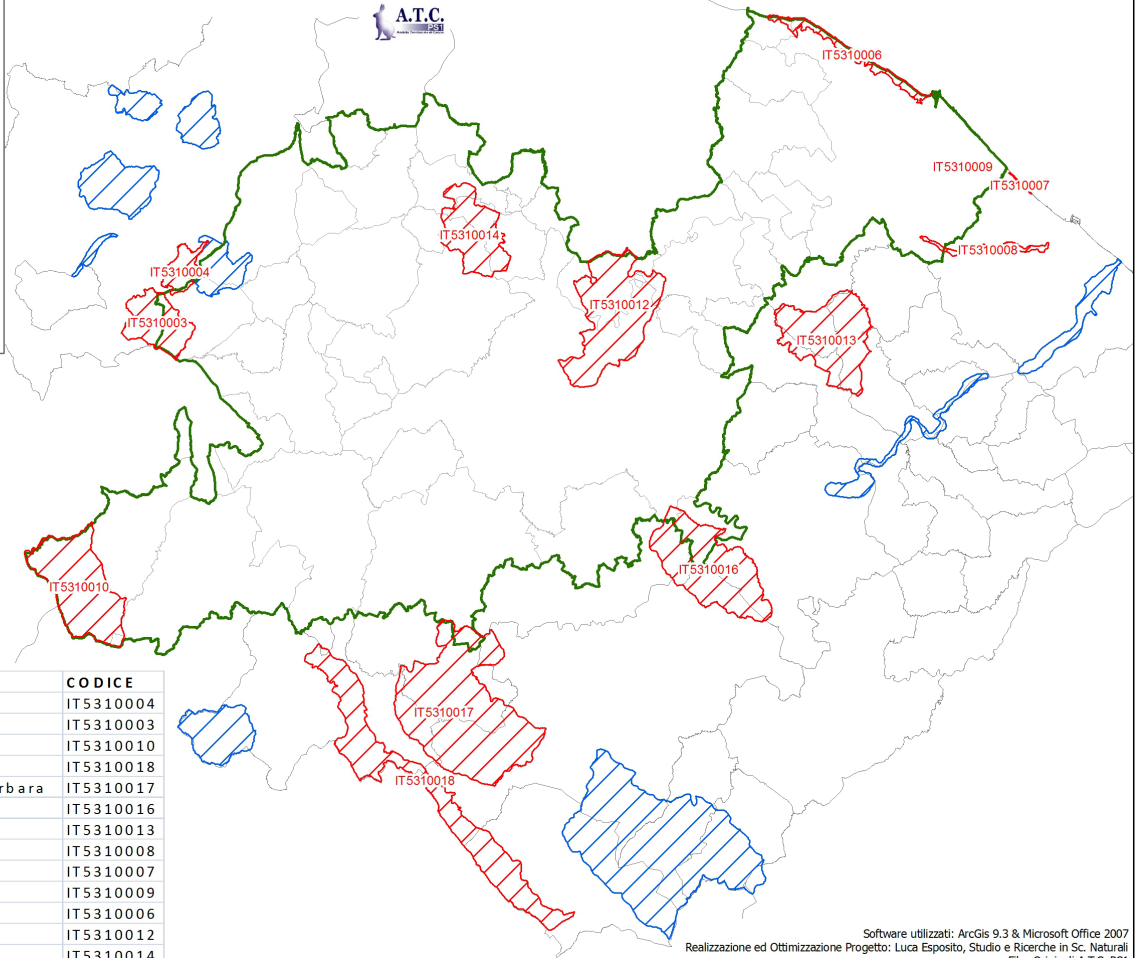 A.T.C.
PS1
IT5310006
IT5310009
IT5310007
IT5310014
IT5310008
IT5310004
IT5310012
IT5310003
IT5310013
IT5310016
IT5310010
IT5310017
IT5310018
CODICE
IT5310004
IT5310003
IT5310010
IT5310018
rbara IT5310017
IT5310016
IT5310013
IT5310008
IT5310007
IT5310009
IT5310006
IT5310012
IT5310014
Software utilizzati: ArcGis 9.3 & Microsoft Office 2007
Realizzazione ed Ottimizzazione Progetto: Luca Esposito, Studio e Ricerche in Sc. Naturali